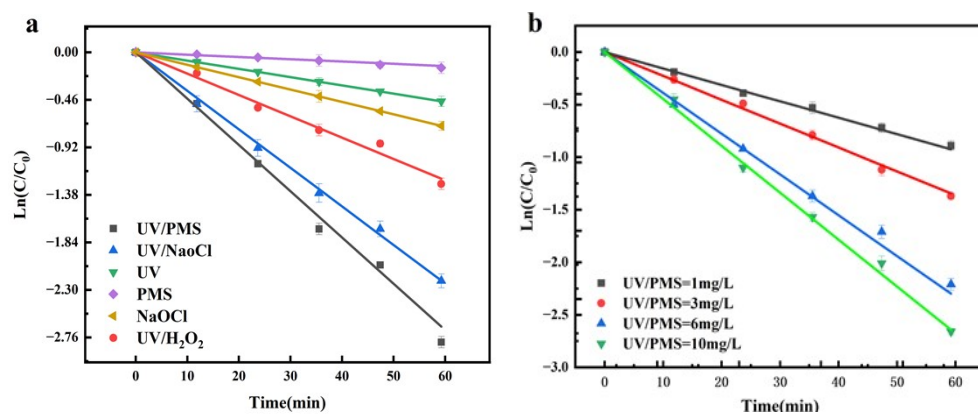 a
0.00
-0.46
-0.92
-1.38
-1.84
-2.30
-2.76
Ln(C/C₀)
UV/PMS
UV/NaoCl
UV
PMS
NaOCl
UV/H₂O₂
0 10 20 30 40 50 60
Time(min)
b
0.0
-0.5
-1.0
-1.5
-2.0
-2.5
-3.0
Ln(C/C₀)
UV/PMS=1mg/L
UV/PMS=3mg/L
UV/PMS=6mg/L
UV/PMS=10mg/L
0 10 20 30 40 50 60
Time(min)